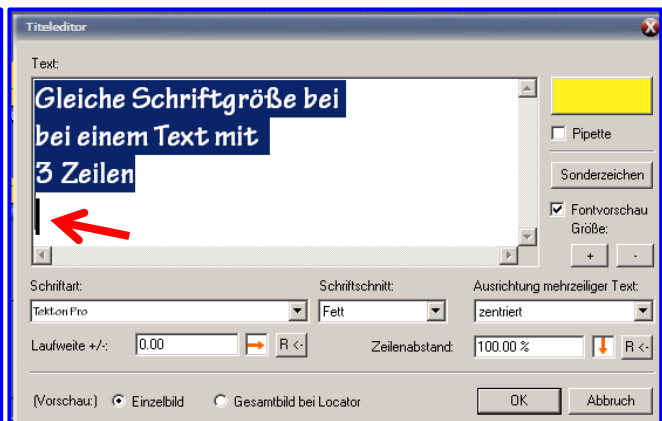 Titeleditor
Text:
Gleiche Schriftgröße bei
bei einem Text mit
3 Zeilen
Pipette
Sonderzeichen
Fontvorschau
Größe:
+ -
Schriftart: Schriftschnitt: Ausrichtung mehrzeiliger Text:
Tekton Pro Fett zentriert
Laufweite +/-: 0.00 R <- Zeilenabstand: 100.00 % R <-
(Vorschau:) Einzelbild Gesamtbild bei Locator OK Abbruch